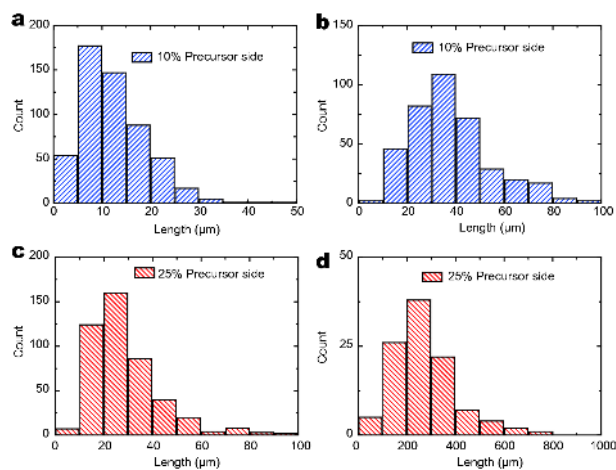 a
b
200
150
100
50
0
Count
10% Precursor side
0 10 20 30 40 50
Length (μm)
150
100
50
0
Count
10% Precursor side
0 20 40 60 80 100
Length (μm)
c
d
200
150
100
50
0
Count
25% Precursor side
0 20 40 60 80 100
Length (μm)
50
25
0
Count
25% Precursor side
0 200 400 600 800 1000
Length (μm)